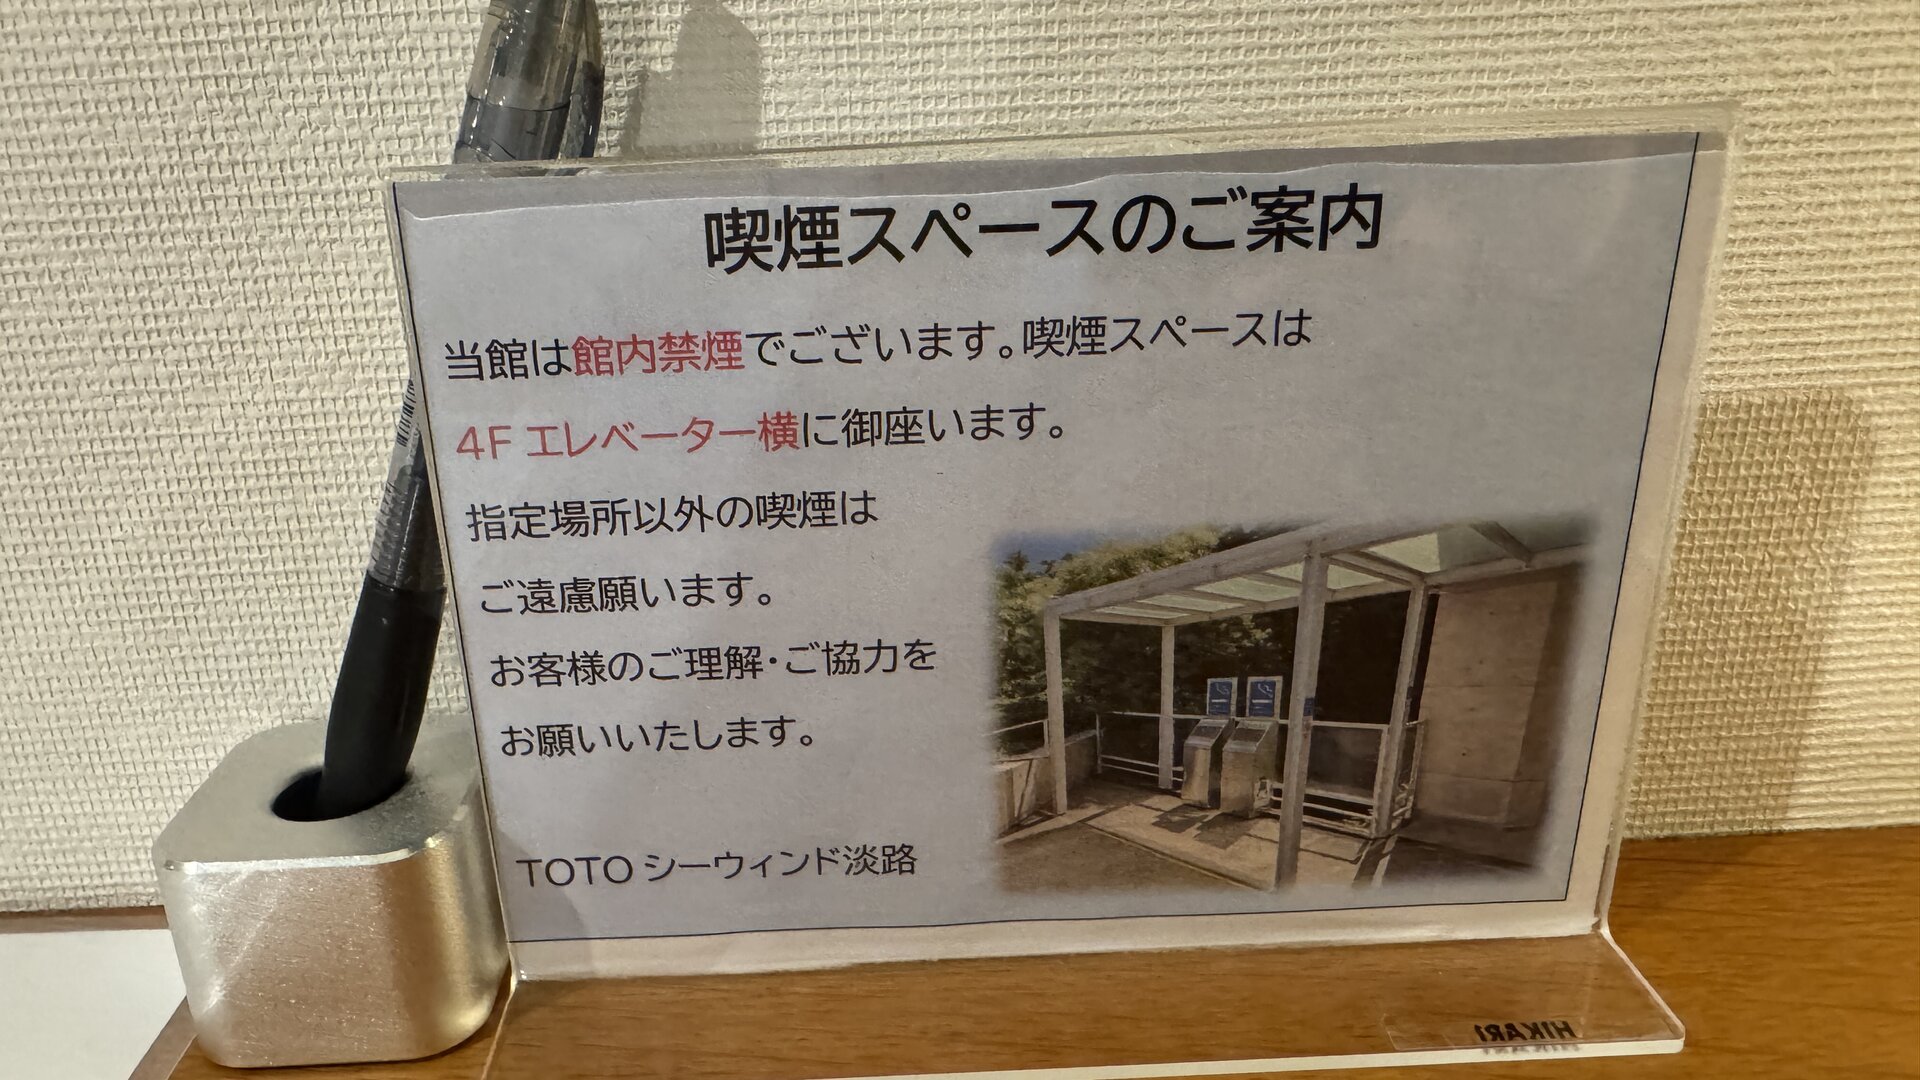 喫煙スペースのご案内
当館は館内禁煙でございます。喫煙スペースは
4F エレベーター横に御座います。
指定場所以外の喫煙は
ご遠慮願います。
お客様のご理解・ご協力を
お願いいたします。
TOTO シーウィンド淡路
HIKARI